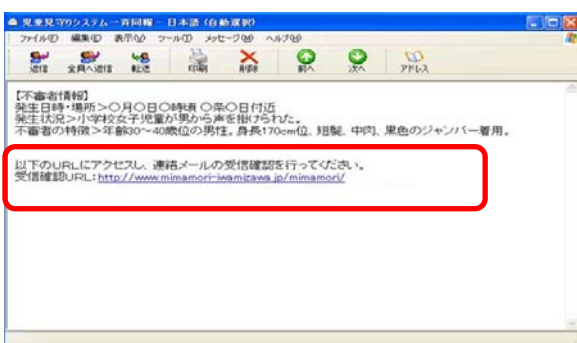 児童見守りシステム一斉同報 - 日本語 (自動選択)
ファイル(F) 編集(E) 表示(V) ツール(T) メッセージ(M) ヘルプ(H)
返信 全員へ返信 転送 印刷 削除 前へ 次へ アドレス
【不審者情報】
発生日時・場所>○月○日○時頃 ○条○目付近
発生状況>小学校女子児童が男から声を掛けられた。
不審者の特徴>年齢30~40歳位の男性。身長170cm位、短髪、中肉、黒色のジャンパー着用。
以下のURLにアクセスし、連絡メールの受信確認を行ってください。
受信確認URL:http://www.mimamori-iwamizawa.jp/mimamori/